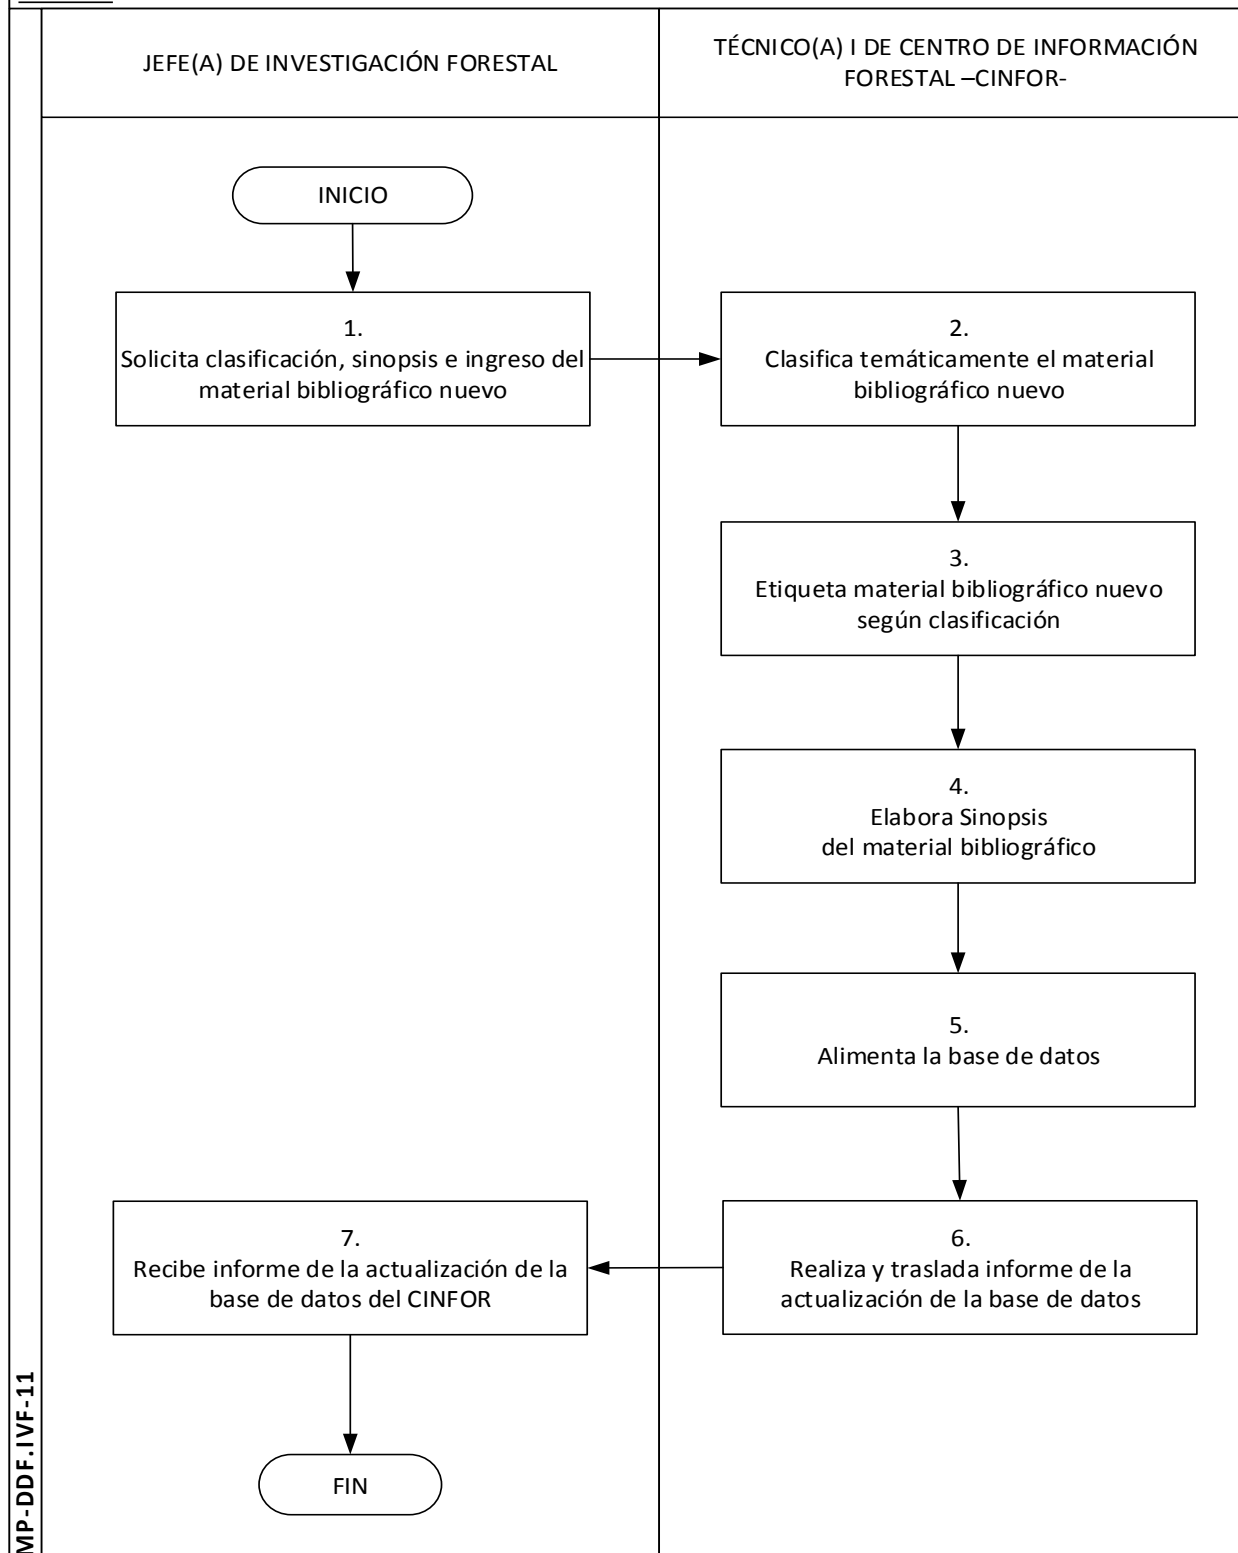 JEFE(A) DE INVESTIGACIÓN FORESTAL
TÉCNICO(A) I DE CENTRO DE INFORMACIÓN
FORESTAL –CINFOR-
INICIO
1.
Solicita clasificación, sinopsis e ingreso del
material bibliográfico nuevo
2.
Clasifica temáticamente el material
bibliográfico nuevo
3.
Etiqueta material bibliográfico nuevo
según clasificación
4.
Elabora Sinopsis
del material bibliográfico
5.
Alimenta la base de datos
6.
Realiza y traslada informe de la
actualización de la base de datos
7.
Recibe informe de la actualización de la
base de datos del CINFOR
FIN
MP-DDF.IVF-11